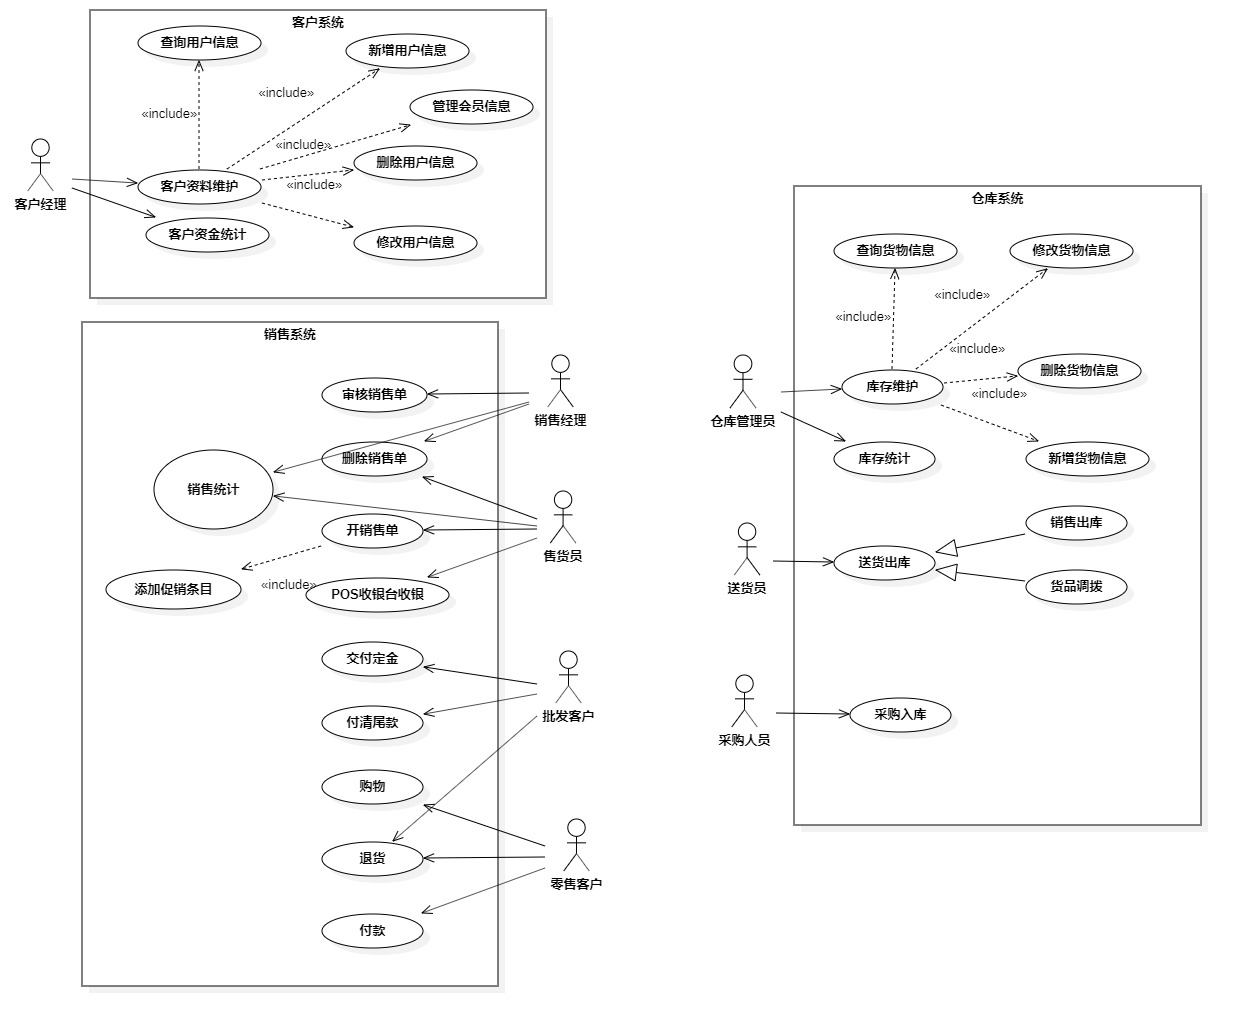 客户系统
查询用户信息
新增用户信息
«include»
管理会员信息
«include»
«include»
删除用户信息
«include»
客户资料维护
客户经理
客户资金统计
修改用户信息
销售系统
审核销售单
销售经理
删除销售单
销售统计
开销售单
售货员
添加促销条目
«include»
POS收银台收银
交付定金
批发客户
付清尾款
购物
退货
零售客户
付款
仓库系统
查询货物信息
修改货物信息
«include»
«include»
«include»
删除货物信息
库存维护
«include»
仓库管理员
库存统计
新增货物信息
销售出库
送货出库
送货员
货品调拨
采购入库
采购人员